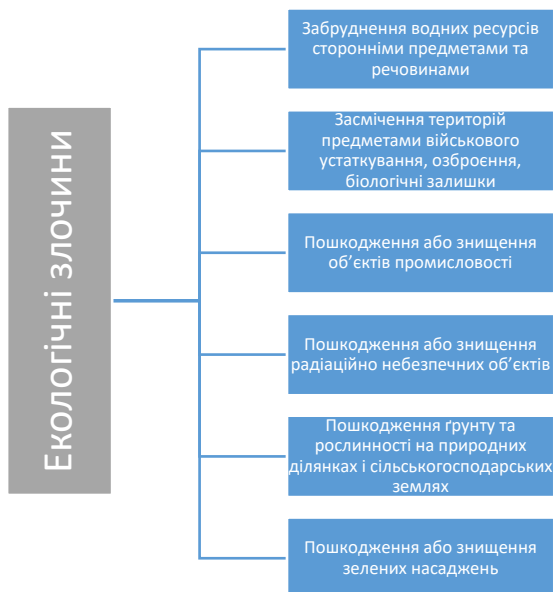 Екологічні злочини
Забруднення водних ресурсів
сторонніми предметами та
речовинами
Засмічення територій
предметами військового
устаткування, озброєння,
біологічні залишки
Пошкодження або знищення
об’єктів промисловості
Пошкодження або знищення
радіаційно небезпечних об’єктів
Пошкодження ґрунту та
рослинності на природних
ділянках і сільськогосподарських
землях
Пошкодження або знищення
зелених насаджень